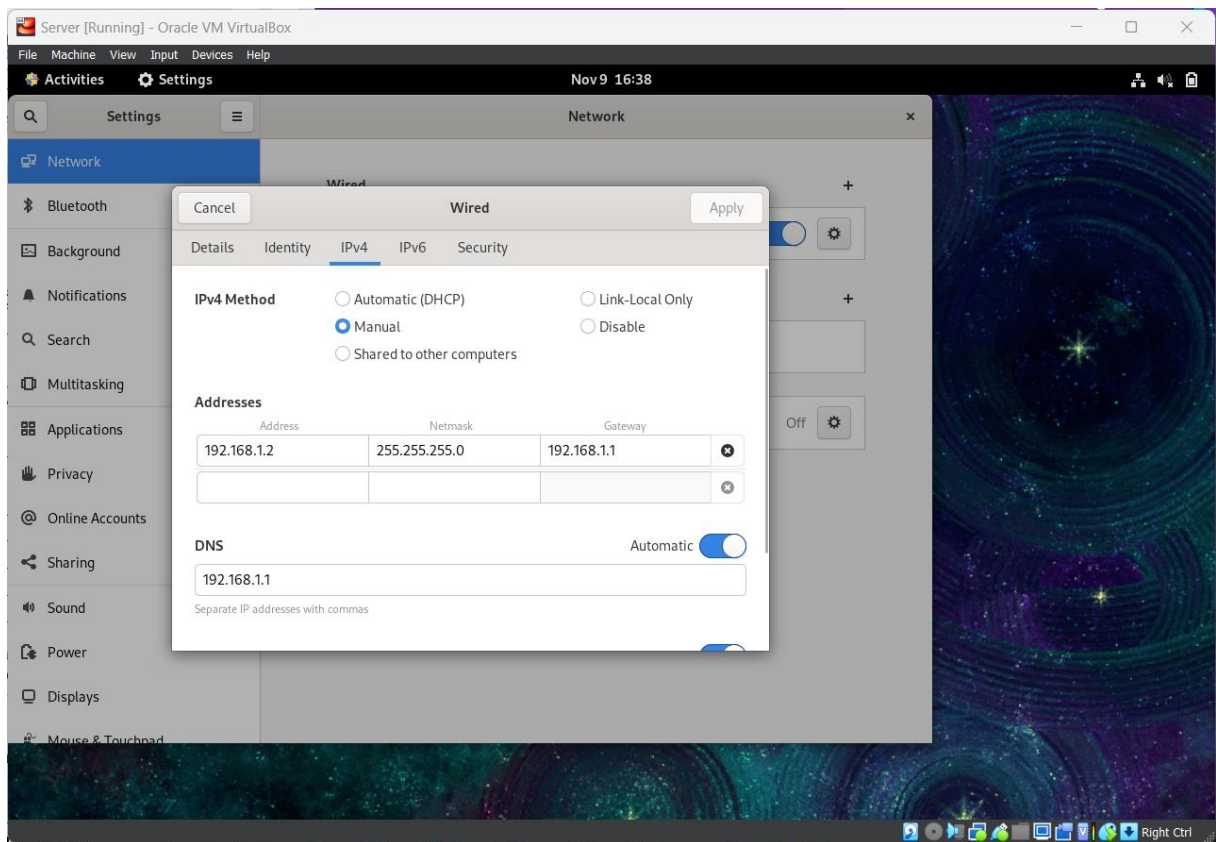 Server [Running] - Oracle VM VirtualBox
File Machine View Input Devices Help
Activities Settings Nov 9 16:38
Settings Network
Network
Bluetooth
Background
Notifications
Search
Multitasking
Applications
Privacy
Online Accounts
Sharing
Sound
Power
Displays
Mouse & Touchpad
Wired
Off
Cancel Wired Apply
Details Identity IPv4 IPv6 Security
IPv4 Method Automatic (DHCP) Link-Local Only
Manual Disable
Shared to other computers
Addresses
Address Netmask Gateway
192.168.1.2 255.255.255.0 192.168.1.1
DNS Automatic
192.168.1.1
Separate IP addresses with commas
Right Ctrl